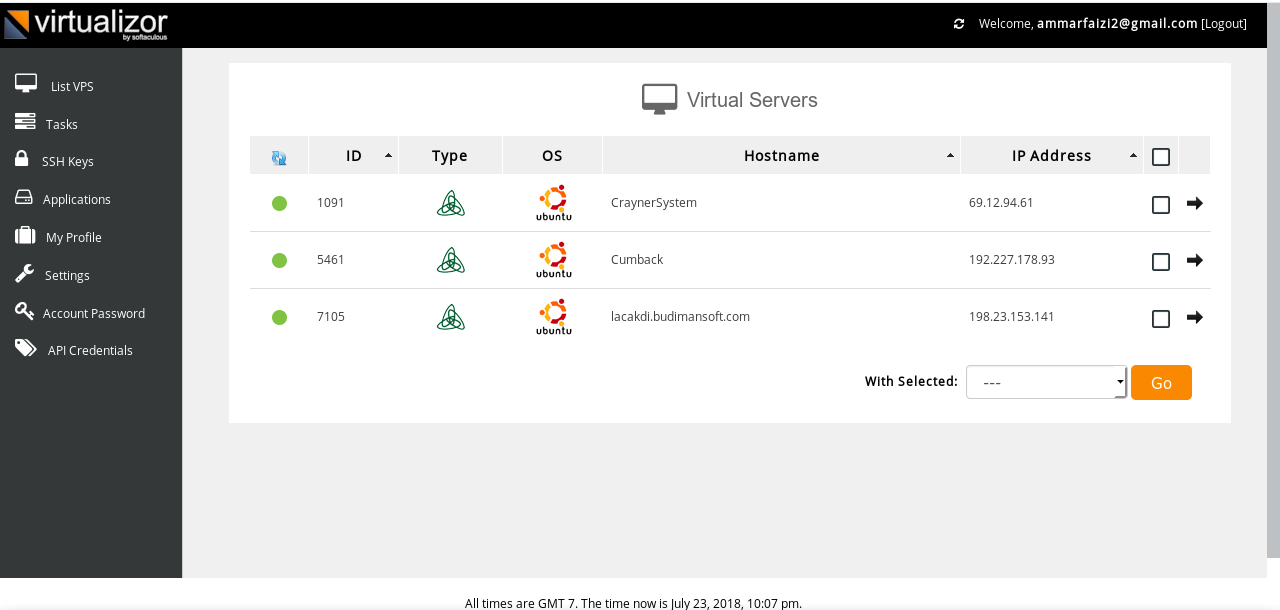 virtualizor
by softaculous
Welcome, ammarfaizi2@gmail.com [Logout]
List VPS
Tasks
SSH Keys
Applications
My Profile
Settings
Account Password
API Credentials
Virtual Servers
ID Type OS Hostname IP Address
1091 ubuntu CraynerSystem 69.12.94.61
5461 ubuntu Cumback 192.227.178.93
7105 ubuntu lacakdi.budimansoft.com 198.23.153.141
With Selected: --- Go
All times are GMT 7. The time now is July 23, 2018, 10:07 pm.